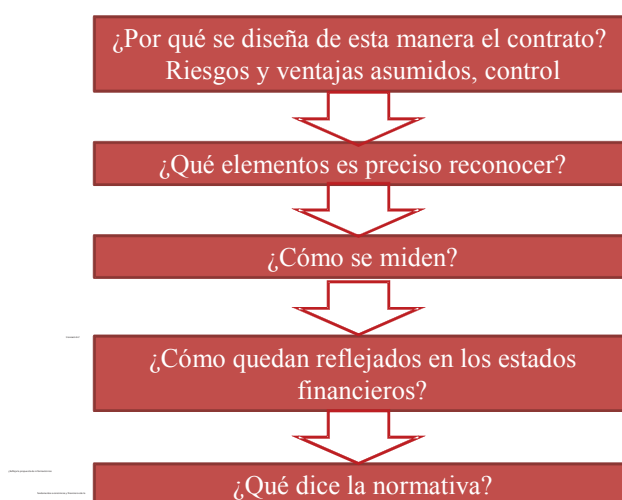 ¿Por qué se diseña de esta manera el contrato?
Riesgos y ventajas asumidos, control
¿Qué elementos es preciso reconocer?
¿Cómo se miden?
¿Cómo quedan reflejados en los estados
financieros?
¿Qué dice la normativa?